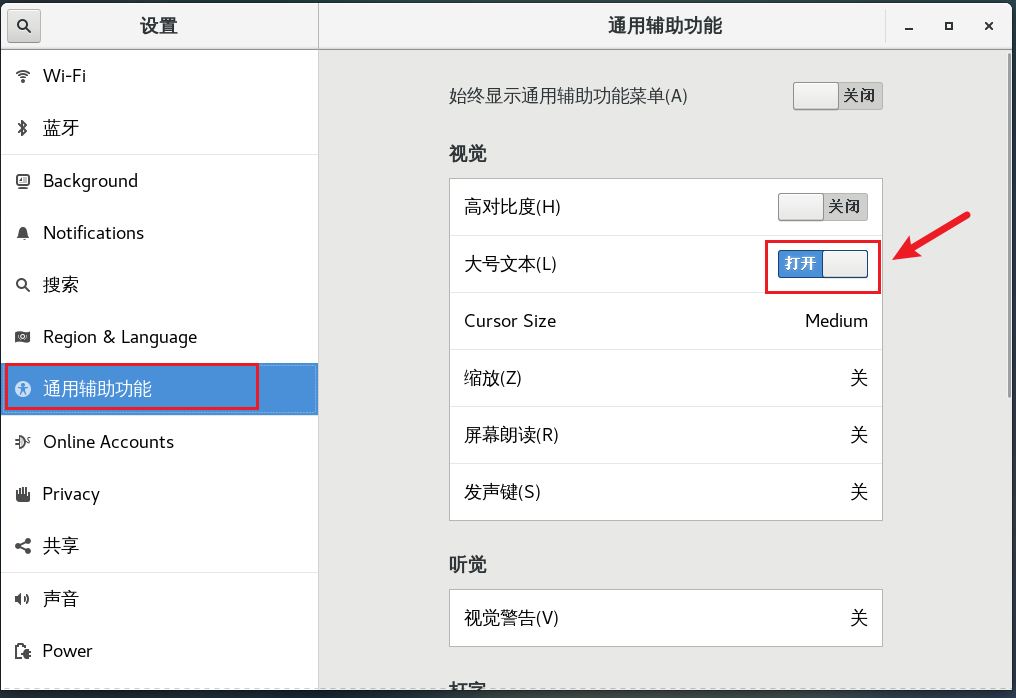 设置
通用辅助功能
Wi-Fi
蓝牙
Background
Notifications
搜索
Region & Language
通用辅助功能
Online Accounts
Privacy
共享
声音
Power
始终显示通用辅助功能菜单(A) 关闭
视觉
高对比度(H) 关闭
大号文本(L) 打开
Cursor Size Medium
缩放(Z) 关
屏幕朗读(R) 关
发声键(S) 关
听觉
视觉警告(V) 关
打字